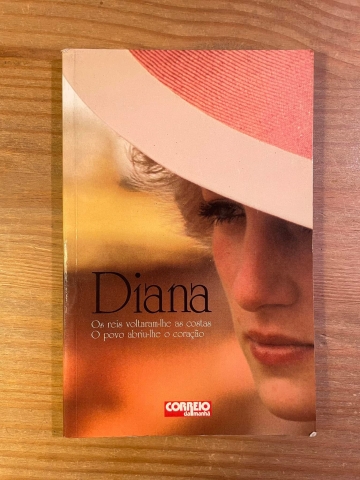 Diana
Os reis voltaram-lhe as costas
O povo abriu-lhe o coração
CORREIO
da manhã